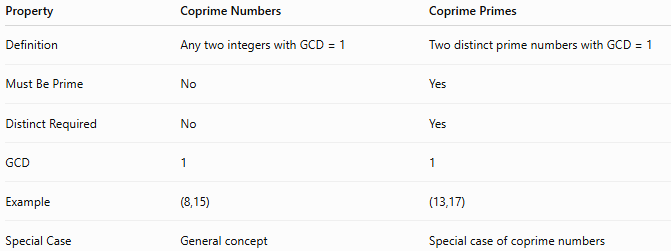 Property Coprime Numbers Coprime Primes
Definition Any two integers with GCD = 1 Two distinct prime numbers with GCD = 1
Must Be Prime No Yes
Distinct Required No Yes
GCD 1 1
Example (8,15) (13,17)
Special Case General concept Special case of coprime numbers